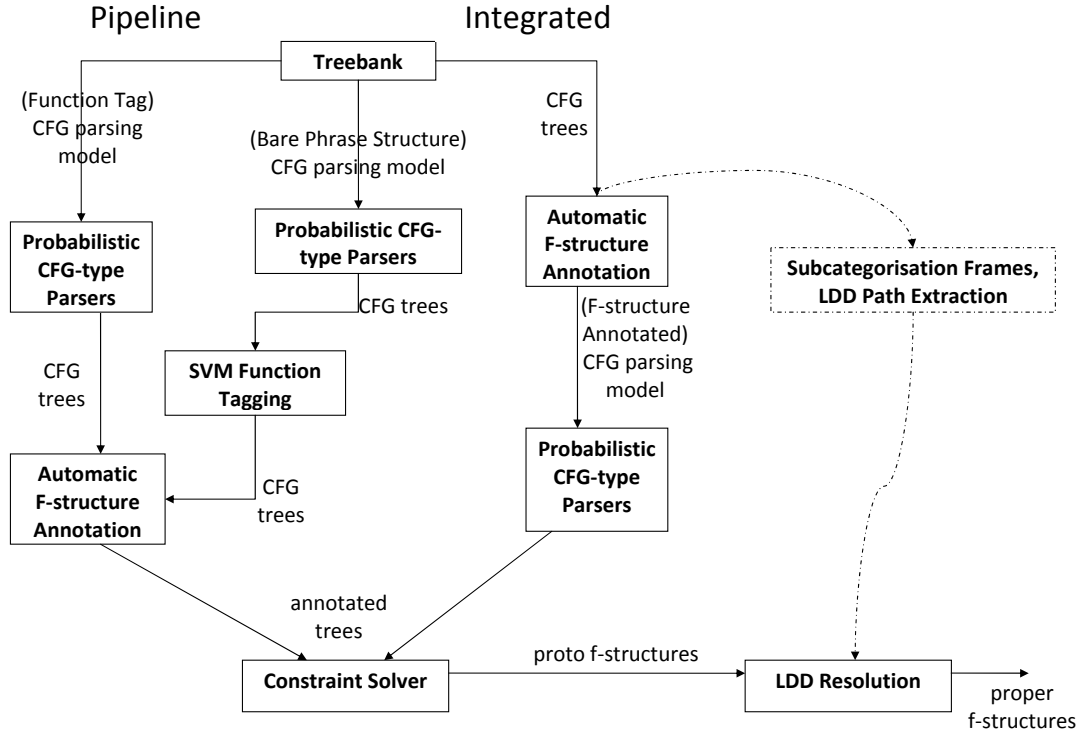 Pipeline
Integrated
Treebank
(Function Tag)
CFG parsing
model
(Bare Phrase Structure)
CFG parsing model
CFG
trees
Probabilistic
CFG-type
Parsers
Probabilistic CFG-
type Parsers
Automatic
F-structure
Annotation
Subcategorisation Frames,
LDD Path Extraction
CFG trees
(F-structure
Annotated)
CFG parsing
model
CFG
trees
SVM Function
Tagging
Automatic
F-structure
Annotation
CFG
trees
Probabilistic
CFG-type
Parsers
annotated
trees
Constraint Solver
proto f-structures
LDD Resolution
proper
f-structures